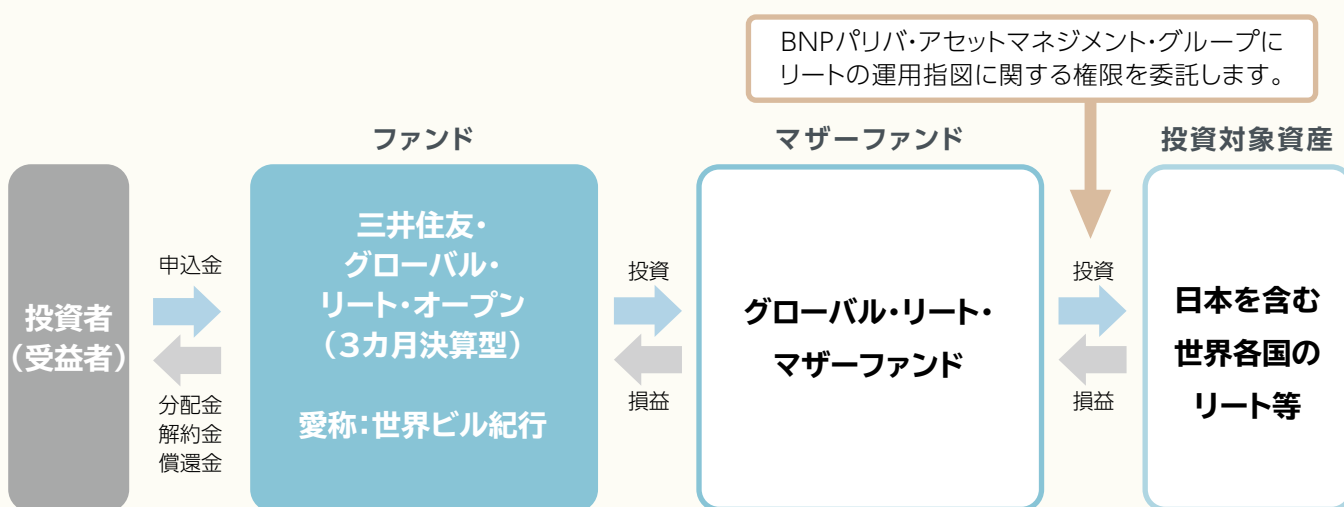 BNPパリバ・アセットマネジメント・グループに
リートの運用指図に関する権限を委託します。
ファンド
マザーファンド
投資対象資産
投資者
（受益者）
申込金
分配金
解約金
償還金
三井住友・
グローバル・
リート・オープン
（3カ月決算型）
愛称：世界ビル紀行
投資
損益
グローバル・リート・
マザーファンド
投資
損益
日本を含む
世界各国の
リート等